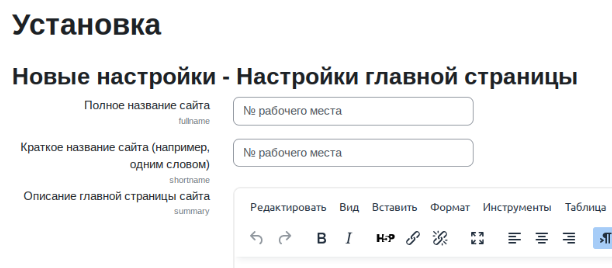 Установка
Новые настройки - Настройки главной страницы
Полное название сайта
fullname
№ рабочего места
Краткое название сайта (например,
одним словом)
shortname
№ рабочего места
Описание главной страницы сайта
summary
Редактировать Вид Вставить Формат Инструменты Таблица
B I H5P